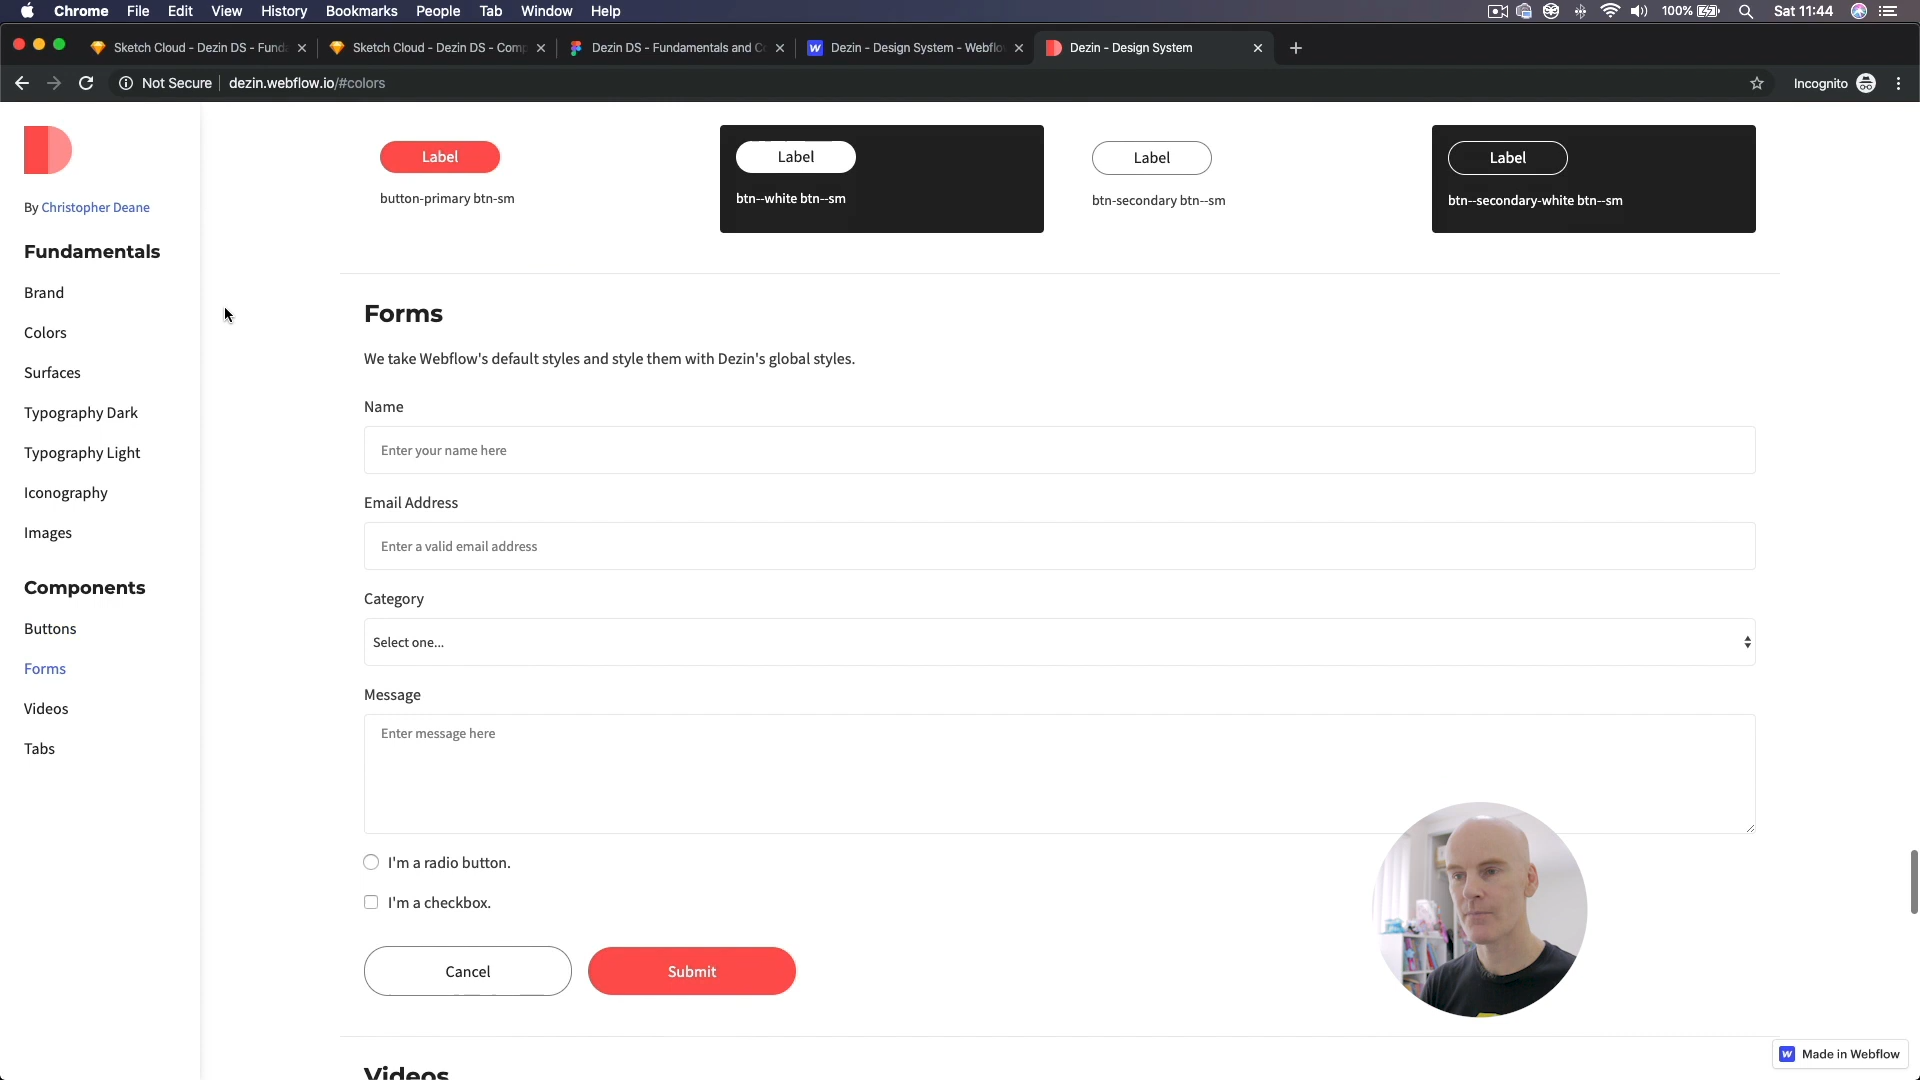 Chrome File Edit View History Bookmarks People Tab Window Help 100% Sat 11:44
Sketch Cloud - Dezin DS - Fund
Sketch Cloud - Dezin DS - Comp
Dezin DS - Fundamentals and C
Dezin - Design System - Webflo
Dezin - Design System
Not Secure dezin.webflow.io/#colors Incognito
By Christopher Deane
Fundamentals
Brand
Colors
Surfaces
Typography Dark
Typography Light
Iconography
Images
Components
Buttons
Forms
Videos
Tabs
Label
button-primary btn-sm
Label
btn--white btn--sm
Label
btn-secondary btn--sm
Label
btn--secondary-white btn--sm
Forms
We take Webflow's default styles and style them with Dezin's global styles.
Name
Enter your name here
Email Address
Enter a valid email address
Category
Select one...
Message
Enter message here
I'm a radio button.
I'm a checkbox.
Cancel
Submit
Videos
Made in Webflow